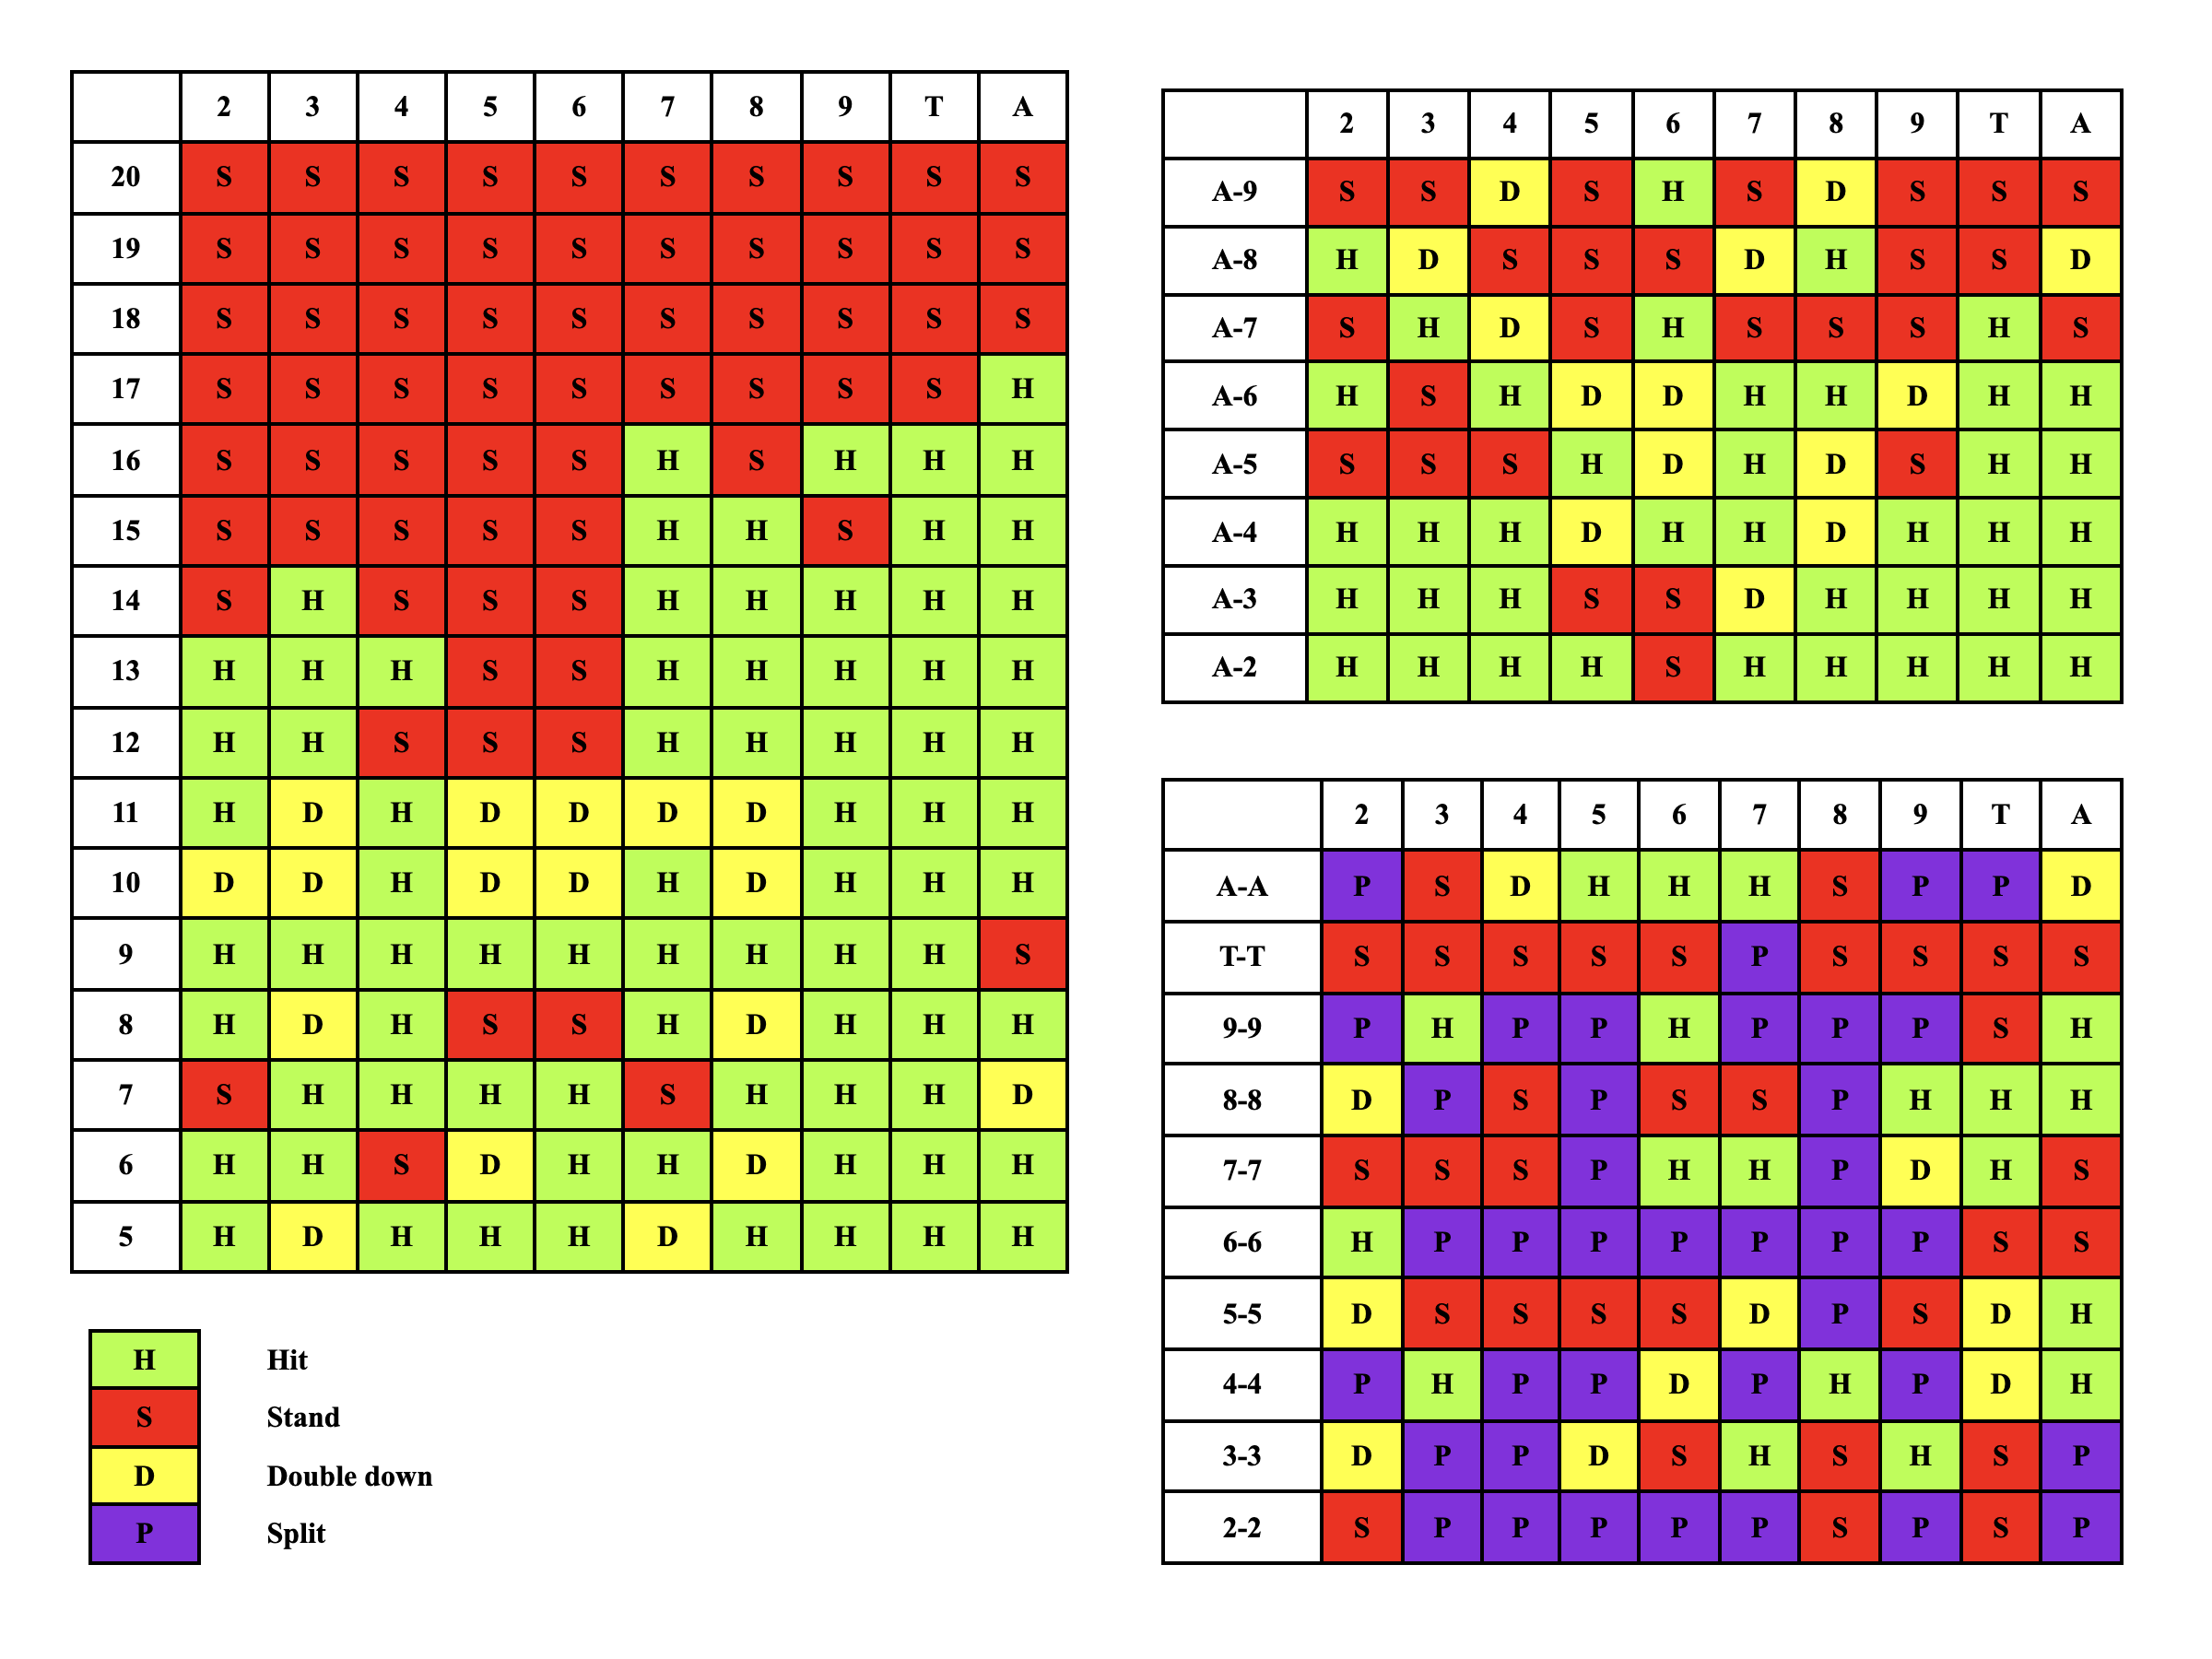 2 3 4 5 6 7 8 9 T A
20 S S S S S S S S S S
19 S S S S S S S S S S
18 S S S S S S S S S S
17 S S S S S S S S S H
16 S S S S S H S H H H
15 S S S S S H H S H H
14 S H S S S H H H H H
13 H H H S S H H H H H
12 H H S S S H H H H H
11 H D H D D D D H H H
10 D D H D D H D H H H
9 H H H H H H H H H S
8 H D H S S H D H H H
7 S H H H H S H H H D
6 H H S D H H D H H H
5 H D H H H D H H H H
H Hit
S Stand
D Double down
P Split
2 3 4 5 6 7 8 9 T A
A-9 S S D S H S D S S S
A-8 H D S S S D H S S D
A-7 S H D S H S S S H S
A-6 H S H D D H H D H H
A-5 S S S H D H D S H H
A-4 H H H D H H D H H H
A-3 H H H S S D H H H H
A-2 H H H H S H H H H H
2 3 4 5 6 7 8 9 T A
A-A P S D H H H S P P D
T-T S S S S S P S S S S
9-9 P H P P H P P P S H
8-8 D P S P S S P H H H
7-7 S S S P H H P D H S
6-6 H P P P P P P P S S
5-5 D S S S S D P S D H
4-4 P H P P D P H P D H
3-3 D P P D S H S H S P
2-2 S P P P P P S P S P